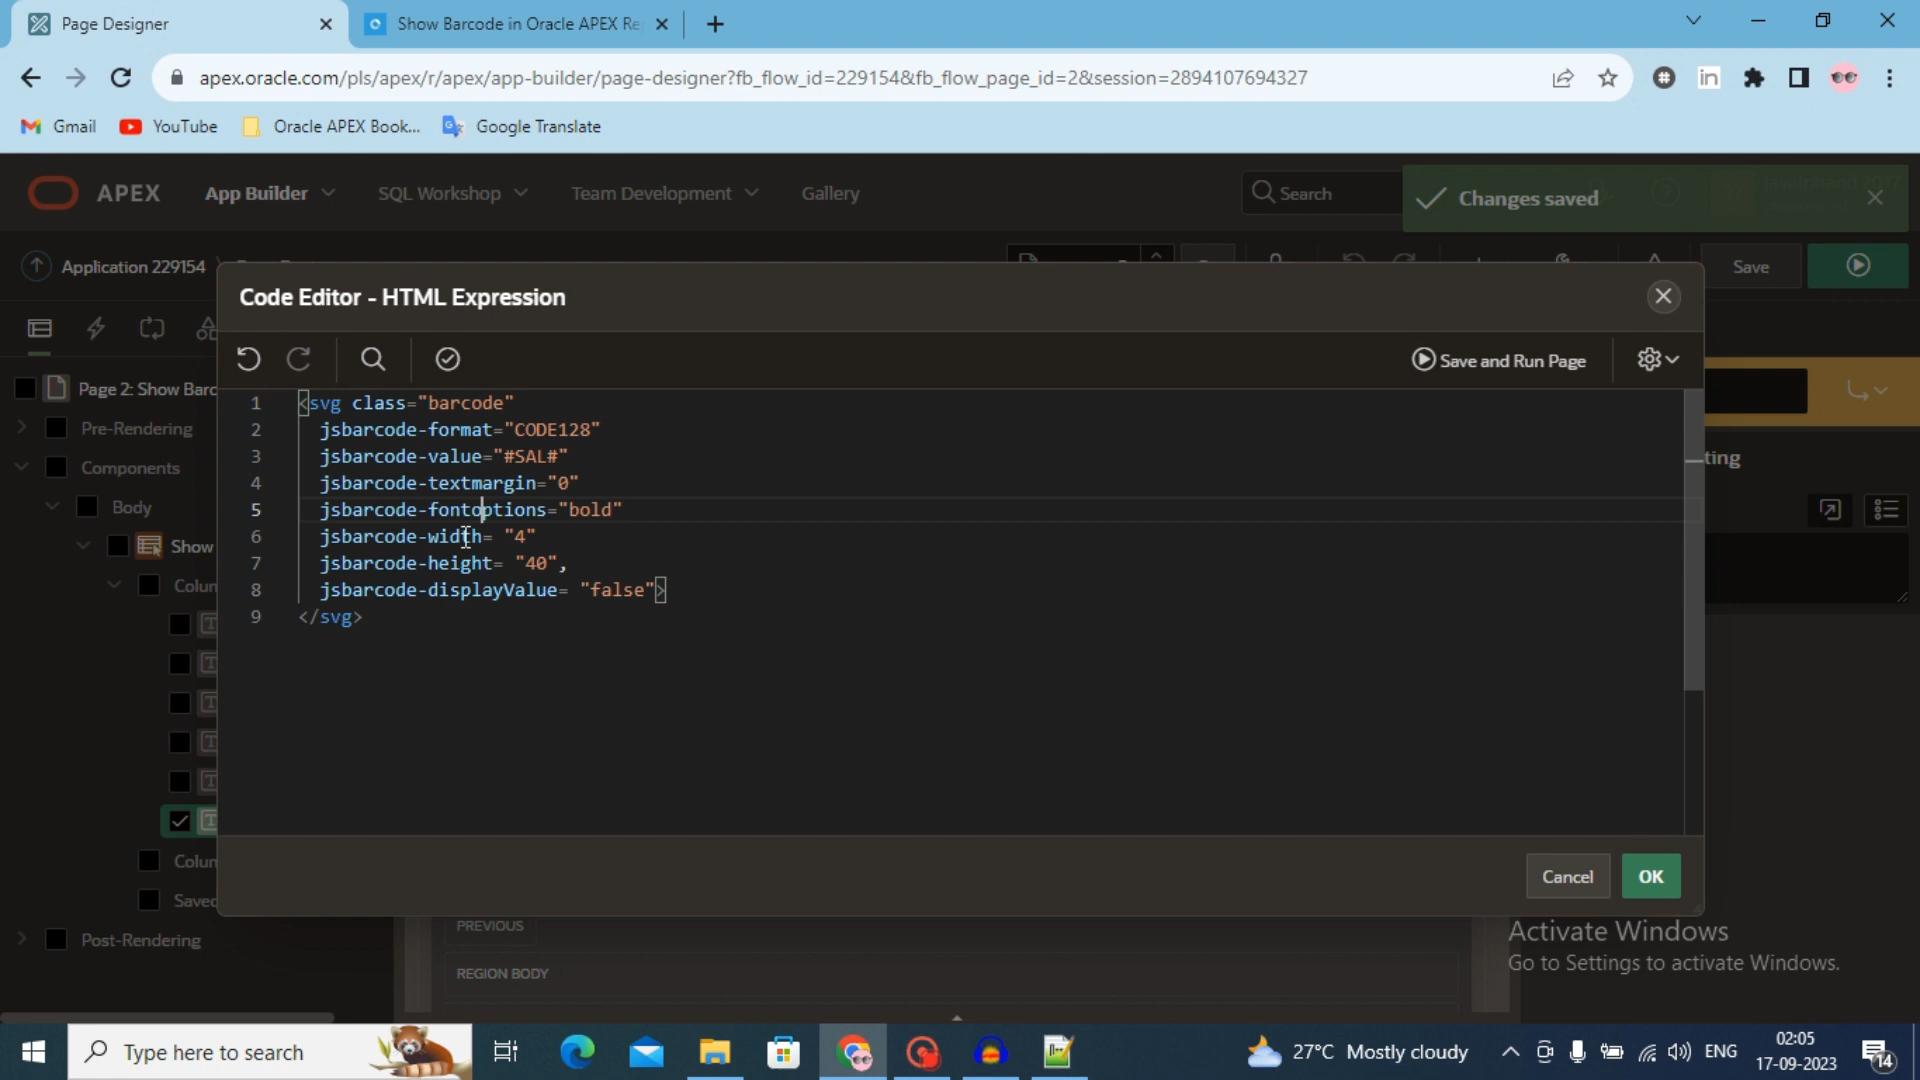 Page Designer
Show Barcode in Oracle APEX Re
apex.oracle.com/pls/apex/r/apex/app-builder/page-designer?fb_flow_id=229154&fb_flow_page_id=2&session=2894107694327
Gmail YouTube Oracle APEX Book... Google Translate
APEX App Builder SQL Workshop Team Development Gallery Search
Changes saved
Application 229154
Save
Code Editor - HTML Expression
Save and Run Page
Page 2: Show Barc
Pre-Rendering
Components
Body
Show
Colun
Colun
Saved
Post-Rendering
ting
1 <svg class="barcode"
2 jsbarcode-format="CODE128"
3 jsbarcode-value="#SAL#"
4 jsbarcode-textmargin="0"
5 jsbarcode-fontoptions="bold"
6 jsbarcode-width= "4"
7 jsbarcode-height= "40",
8 jsbarcode-displayValue= "false">
9 </svg>
Cancel
OK
PREVIOUS
REGION BODY
Activate Windows
Go to Settings to activate Windows.
Type here to search
27°C Mostly cloudy
ENG
02:05
17-09-2023
14